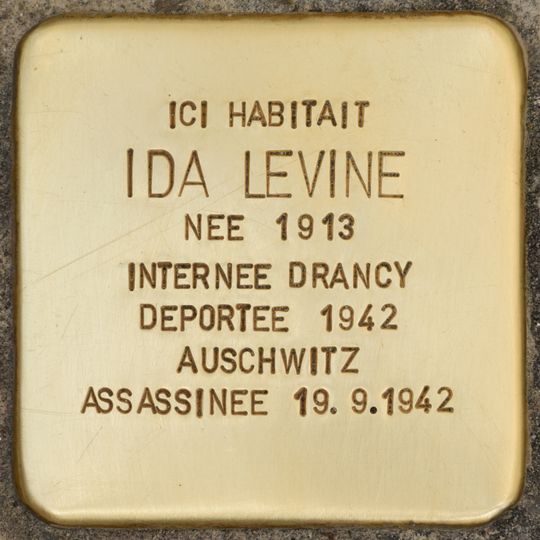 ICI HABITAIT
IDA LEVINE
NEE 1913
INTERNEE DRANCY
DEPORTEE 1942
AUSCHWITZ
ASSASSINEE 19. 9.1942